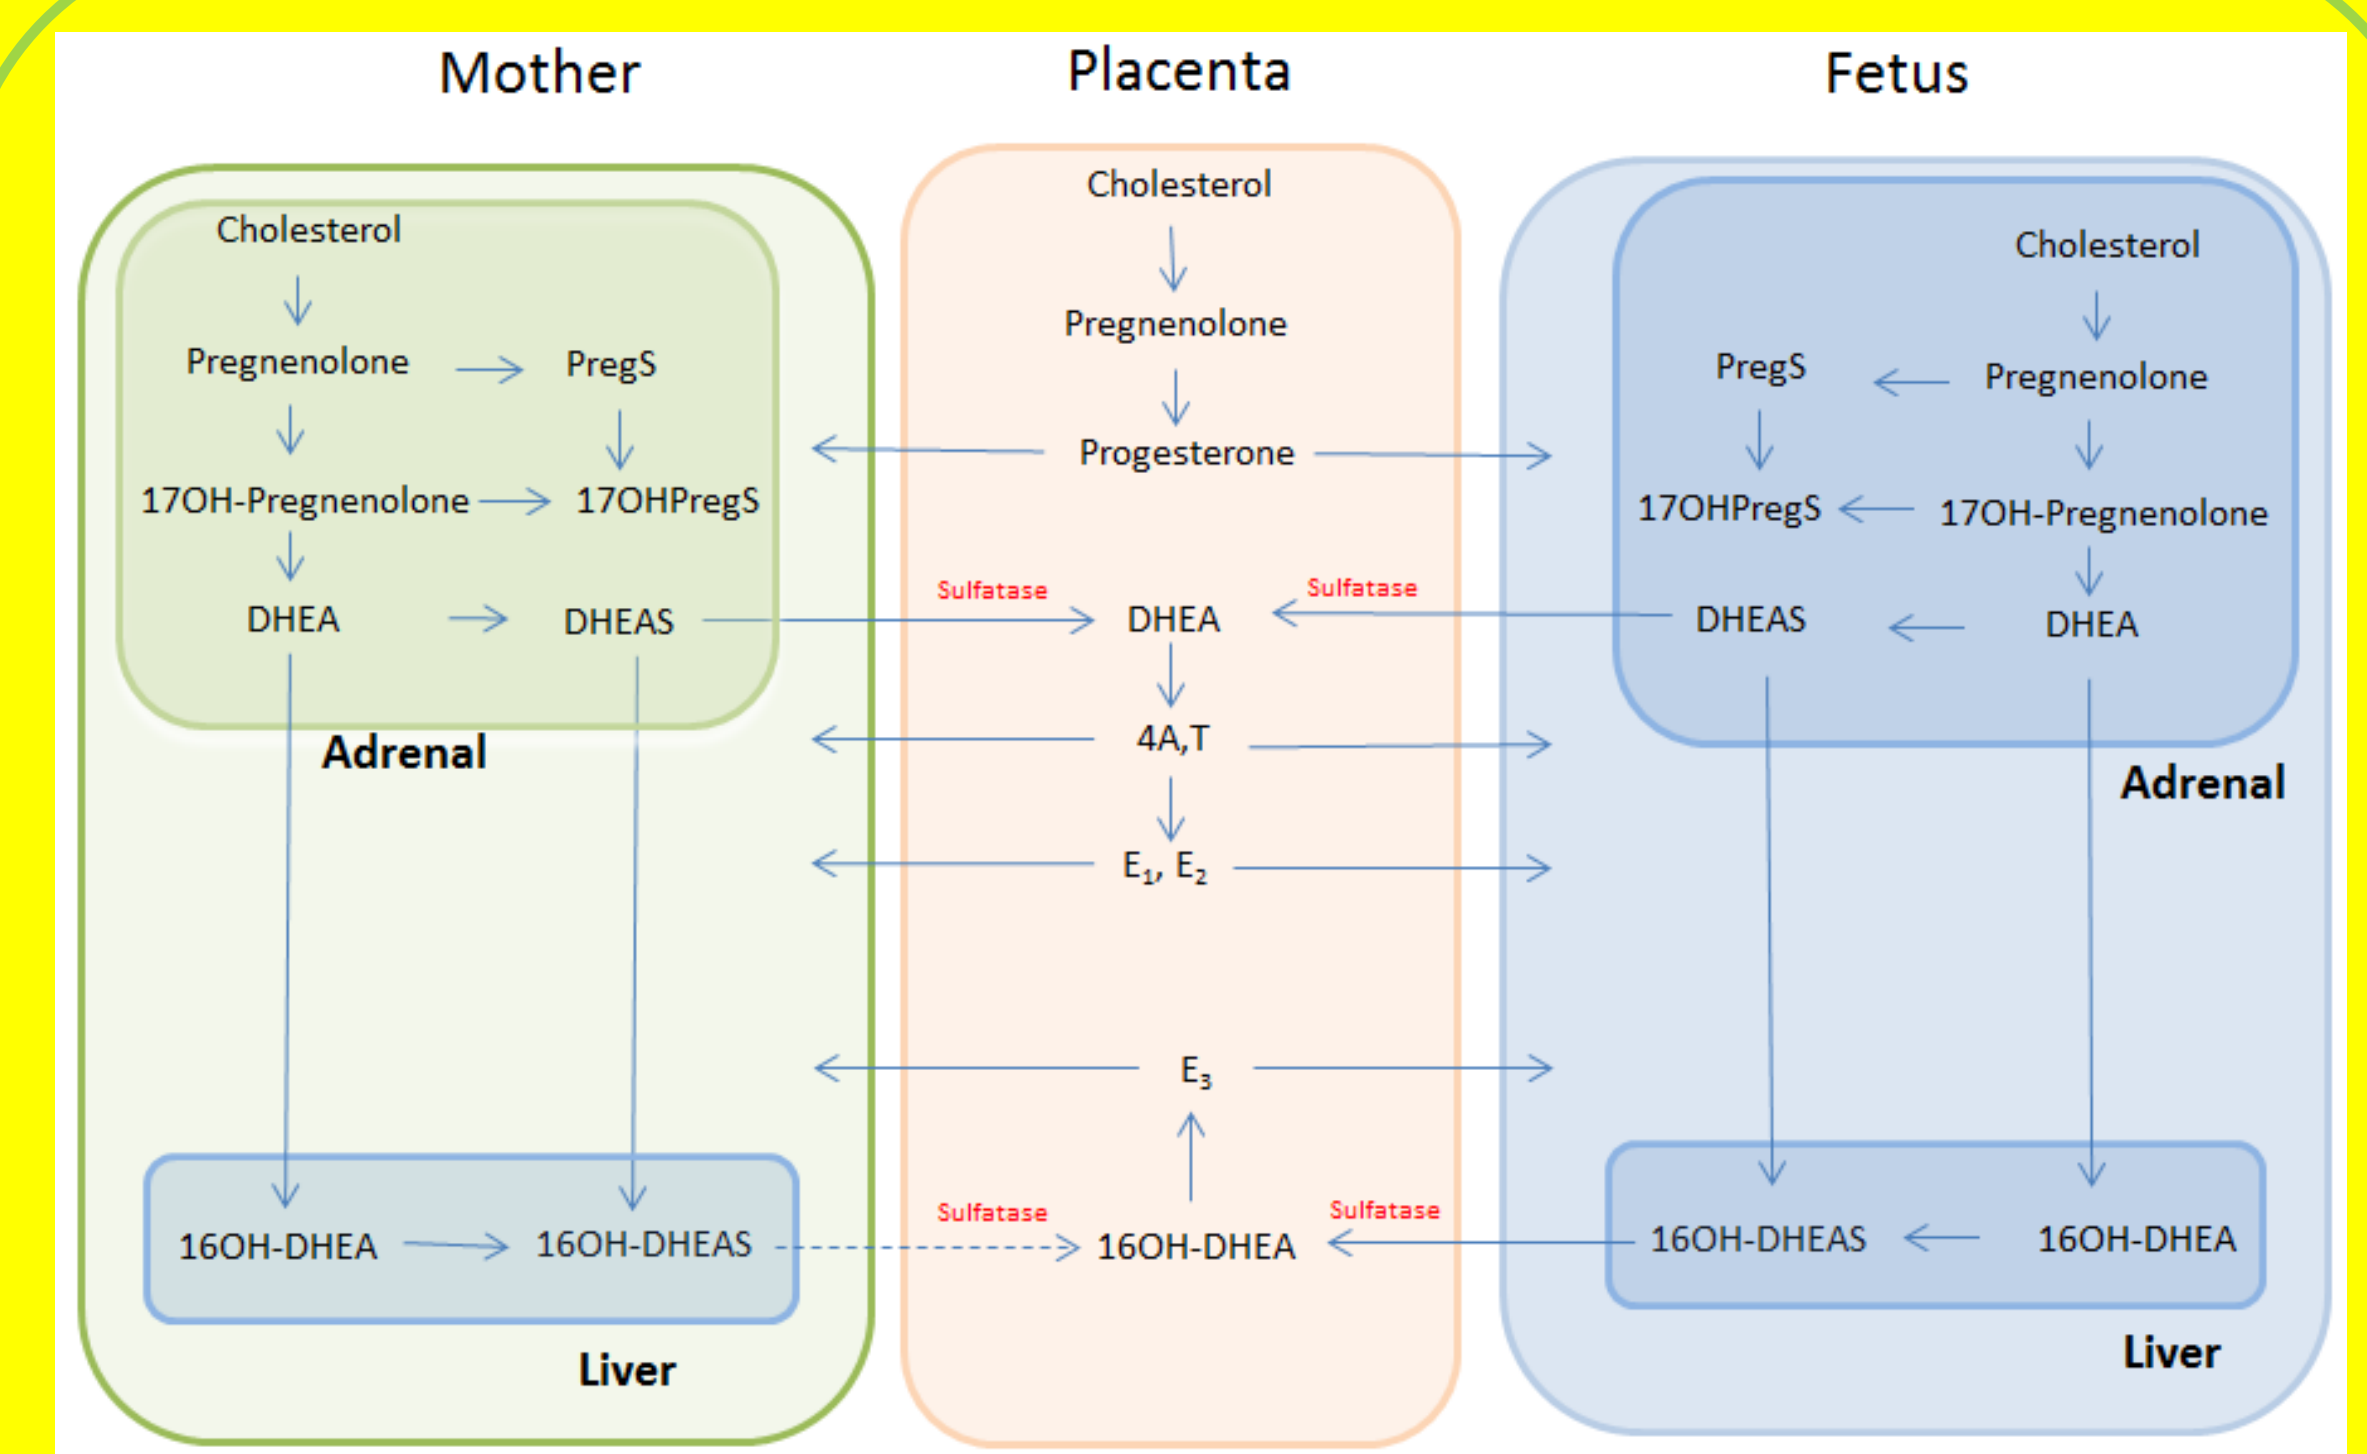 Mother
Placenta
Fetus
Cholesterol
Pregnenolone
PregS
17OH-Pregnenolone
17OHPregS
DHEA
DHEAS
Adrenal
16OH-DHEA
16OH-DHEAS
Liver
Cholesterol
Pregnenolone
Progesterone
Sulfatase
DHEA
Sulfatase
4A,T
E₁, E₂
E₃
Sulfatase
16OH-DHEA
Sulfatase
Cholesterol
PregS
Pregnenolone
17OHPregS
17OH-Pregnenolone
DHEAS
DHEA
Adrenal
16OH-DHEAS
16OH-DHEA
Liver